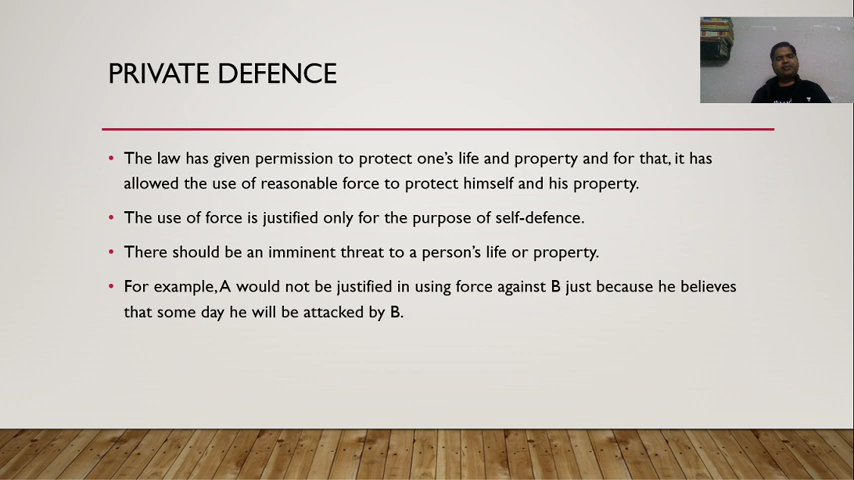 PRIVATE DEFENCE
• The law has given permission to protect one's life and property and for that, it has
allowed the use of reasonable force to protect himself and his property.
• The use of force is justified only for the purpose of self-defence.
• There should be an imminent threat to a person's life or property.
• For example, A would not be justified in using force against B just because he believes
that some day he will be attacked by B.